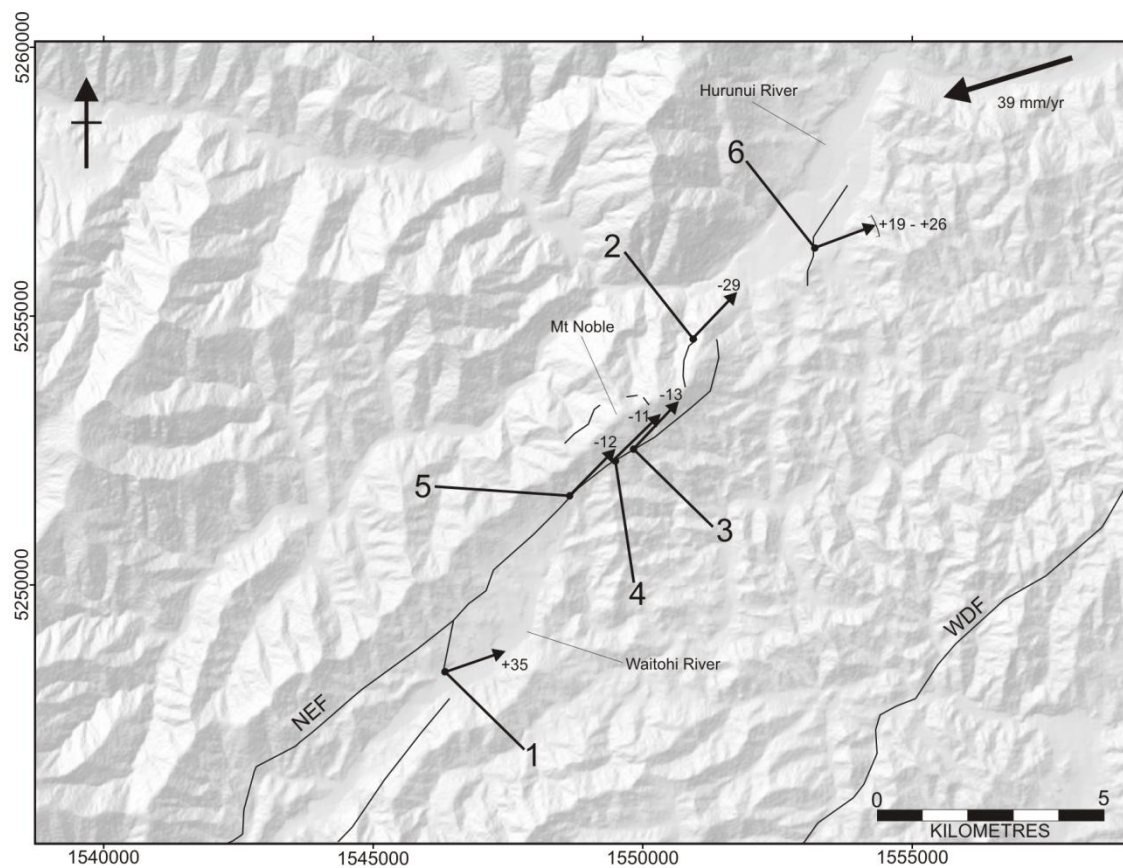 5260000
5255000
5250000
Hurunui River
39 mm/yr
6
+19 - +26
2
-29
Mt Noble
-13
-11
-12
5
3
4
Waitohi River
+35
1
NEF
WDF
0
5
KILOMETRES
1540000
1545000
1550000
1555000